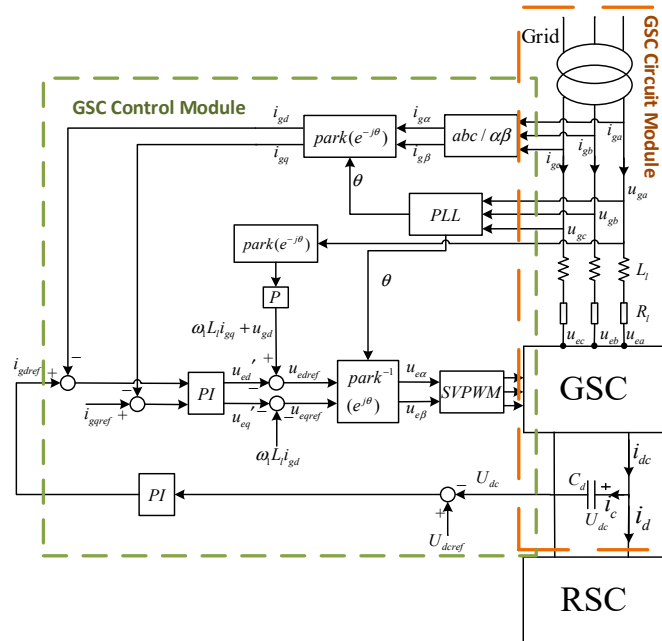 Grid
GSC Circuit Module
GSC Control Module
i_gd
i_gq
park(e^{-jθ})
i_gα
i_gβ
abc / αβ
i_ga
i_gb
i_gc
θ
PLL
u_ga
u_gb
u_gc
park(e^{-jθ})
θ
L_l
P
R_l
ω_1L_li_gq + u_gd
u_ec
u_eb
u_ea
i_gdref
+
−
−
i_gqref
+
PI
u_ed'
−
+
u_edref
u_eq'
−
−
u_eqref
park^{-1}
(e^{jθ})
u_eα
u_eβ
SVPWM
GSC
ω_1L_li_gd
i_dc
PI
−
+
U_dc
C_d
+
i_c
U_dc
i_d
U_dcref
RSC